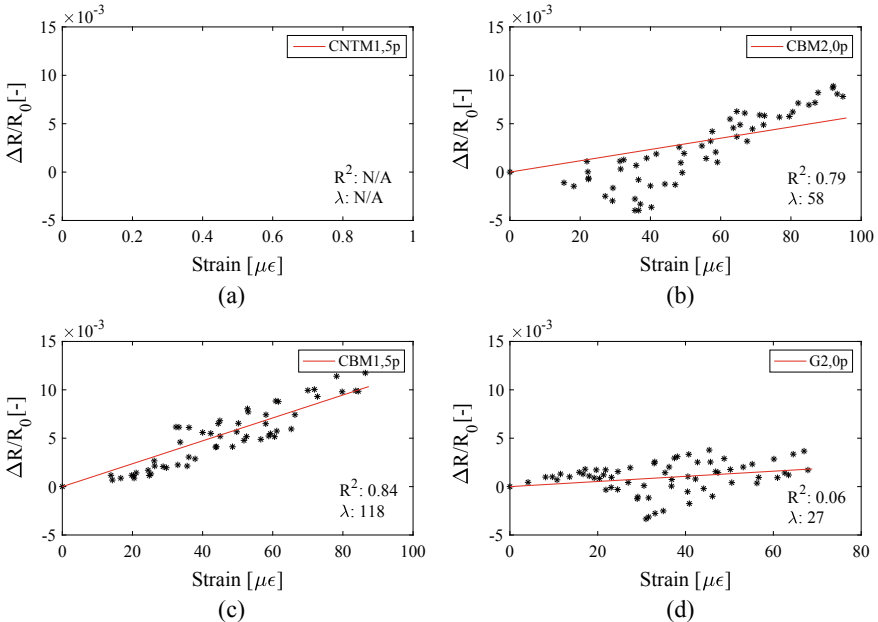 ×10⁻³
15
10
5
0
-5
ΔR/R₀[-]
CNTM1,5p
R²: N/A
λ: N/A
0 0.2 0.4 0.6 0.8 1
Strain [με]
(a)
×10⁻³
15
10
5
0
-5
ΔR/R₀[-]
CBM2,0p
R²: 0.79
λ: 58
0 20 40 60 80 100
Strain [με]
(b)
×10⁻³
15
10
5
0
-5
ΔR/R₀[-]
CBM1,5p
R²: 0.84
λ: 118
0 20 40 60 80 100
Strain [με]
(c)
×10⁻³
15
10
5
0
-5
ΔR/R₀[-]
G2,0p
R²: 0.06
λ: 27
0 20 40 60 80
Strain [με]
(d)